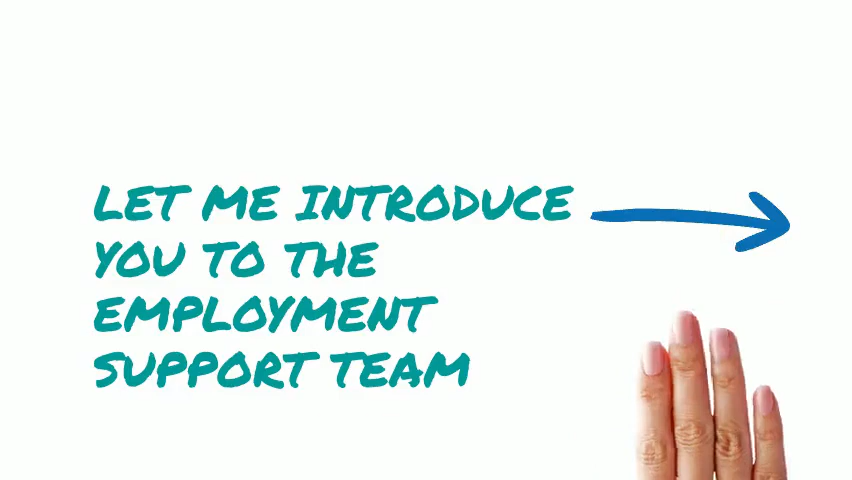 LET ME INTRODUCE
YOU TO THE
EMPLOYMENT
SUPPORT TEAM